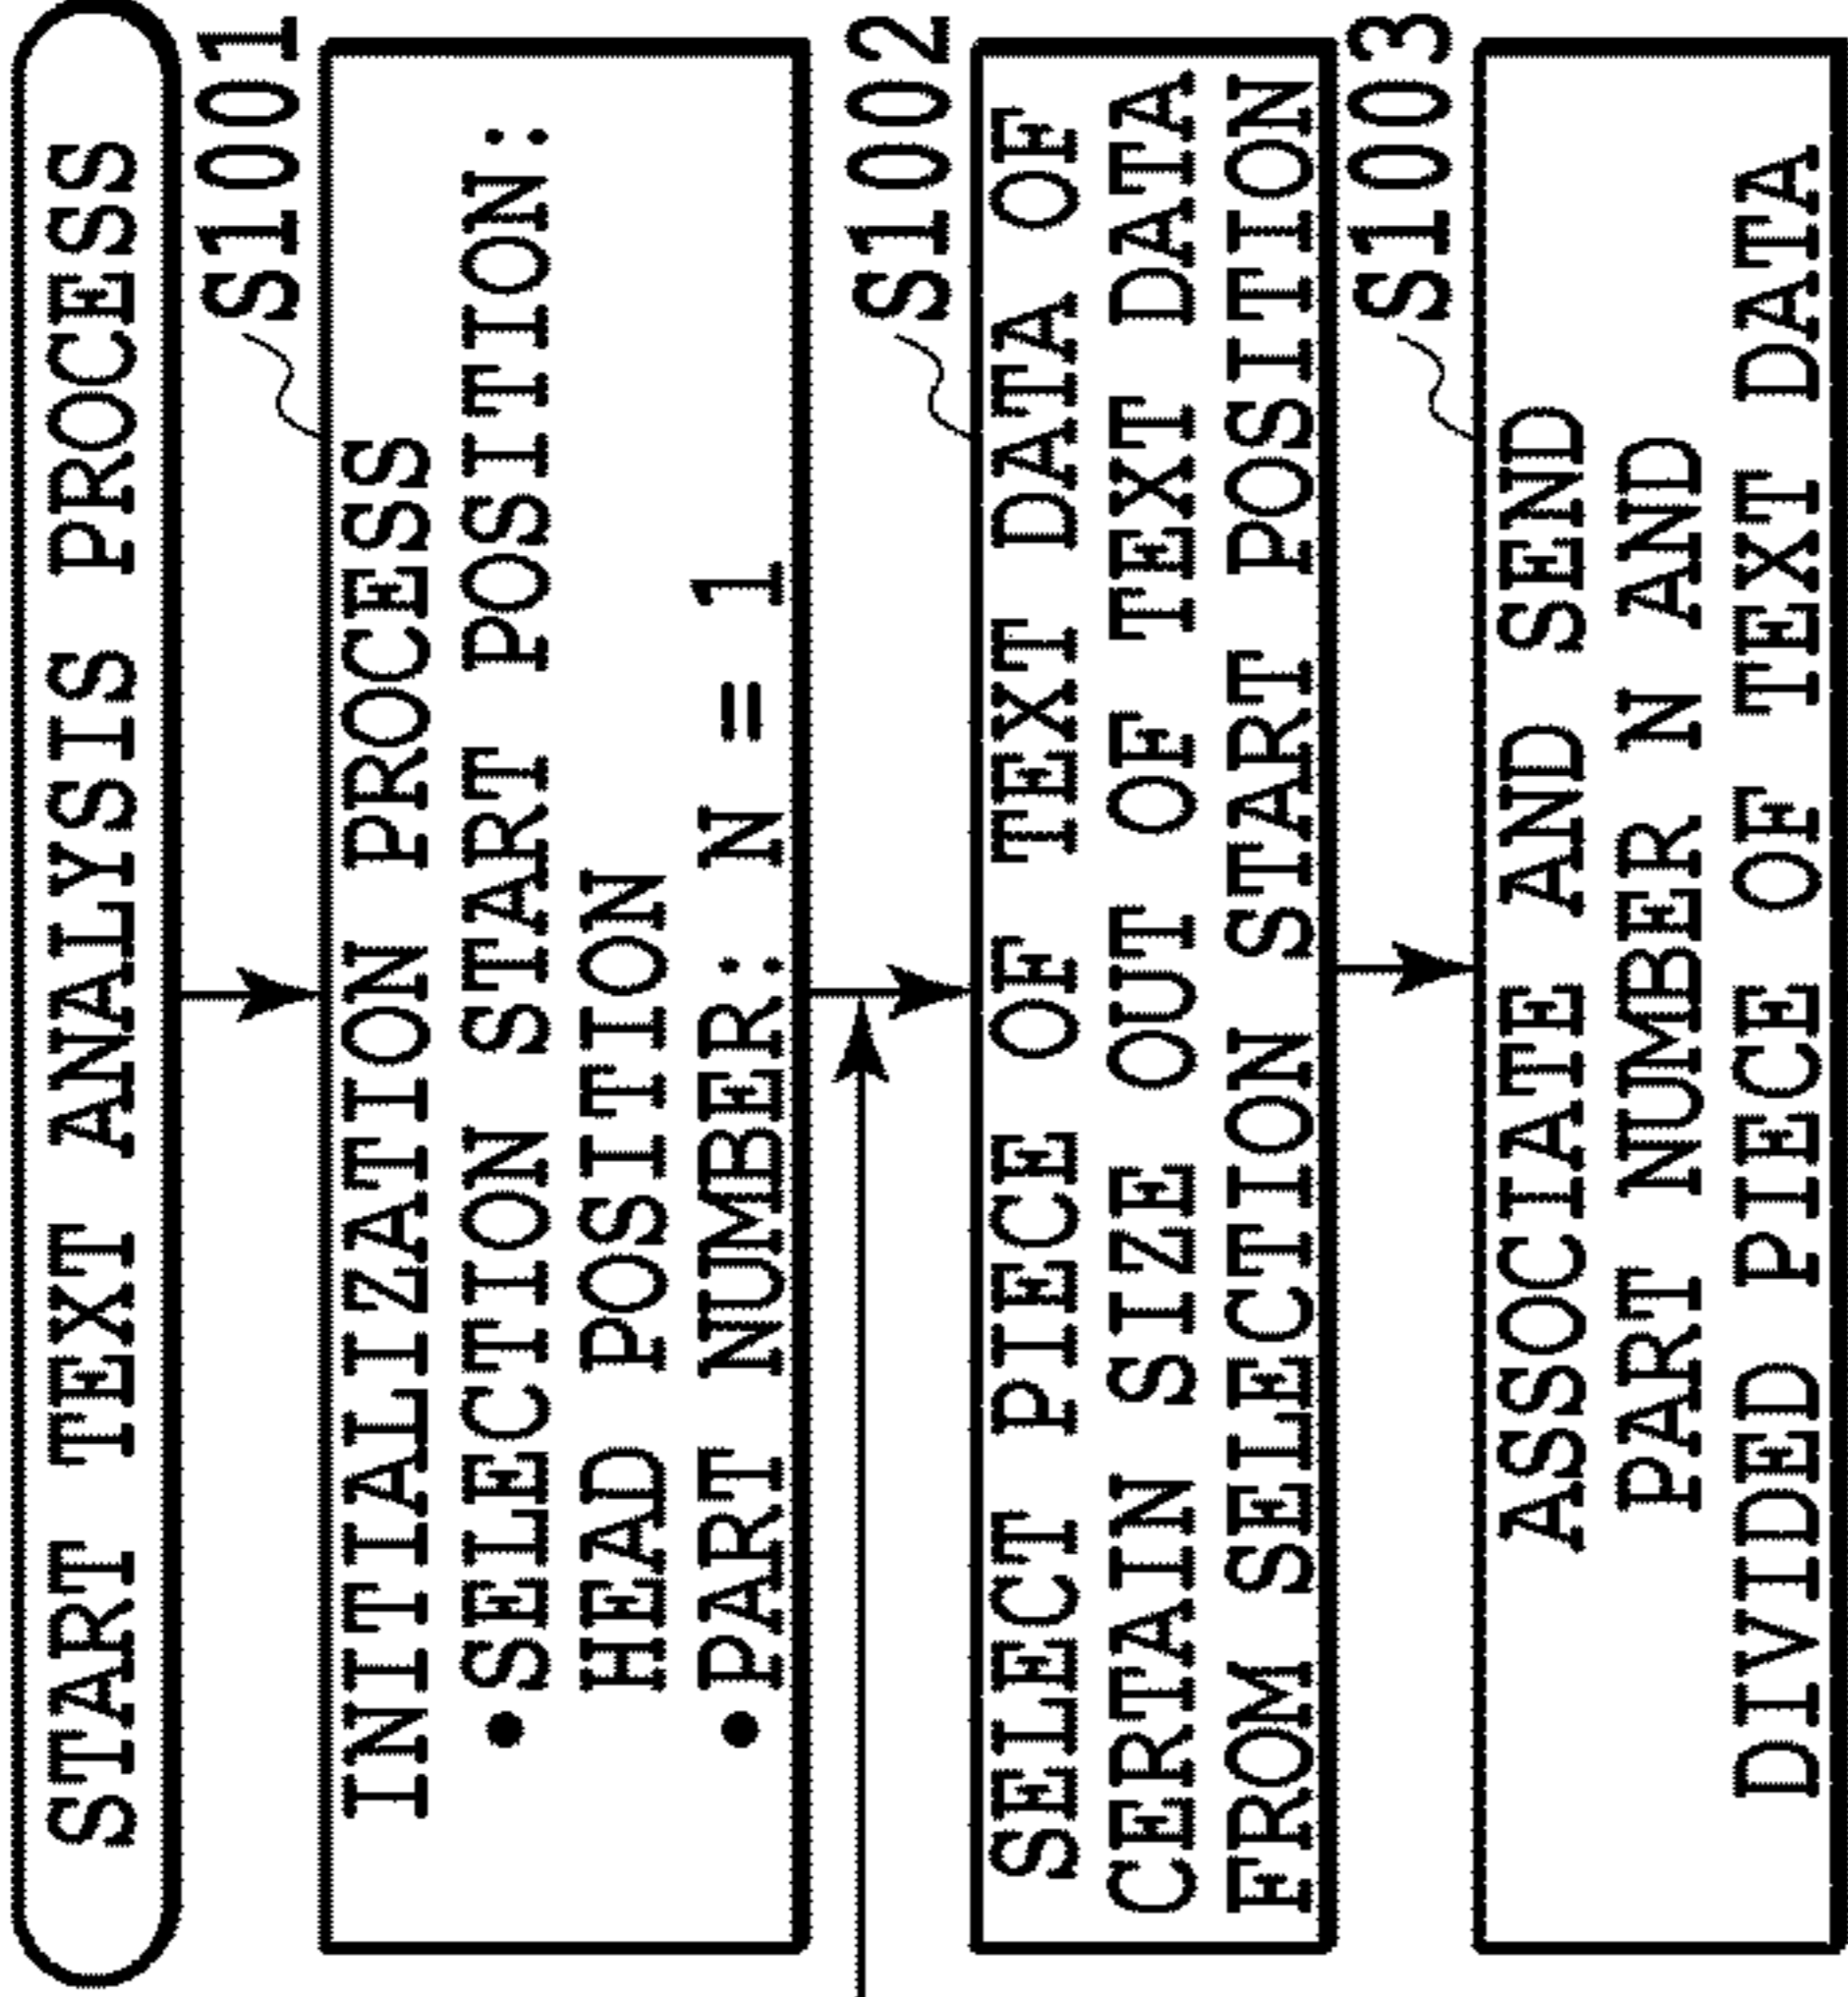 START TEXT ANALYSIS PROCESS
S1001
INITIALIZATION PROCESS
•SELECTION START POSITION:
HEAD POSITION
•PART NUMBER: N = 1
S1002
SELECT PIECE OF TEXT DATA OF
CERTAIN SIZE OUT OF TEXT DATA
FROM SELECTION START POSITION
S1003
ASSOCIATE AND SEND
PART NUMBER N AND
DIVIDED PIECE OF TEXT DATA